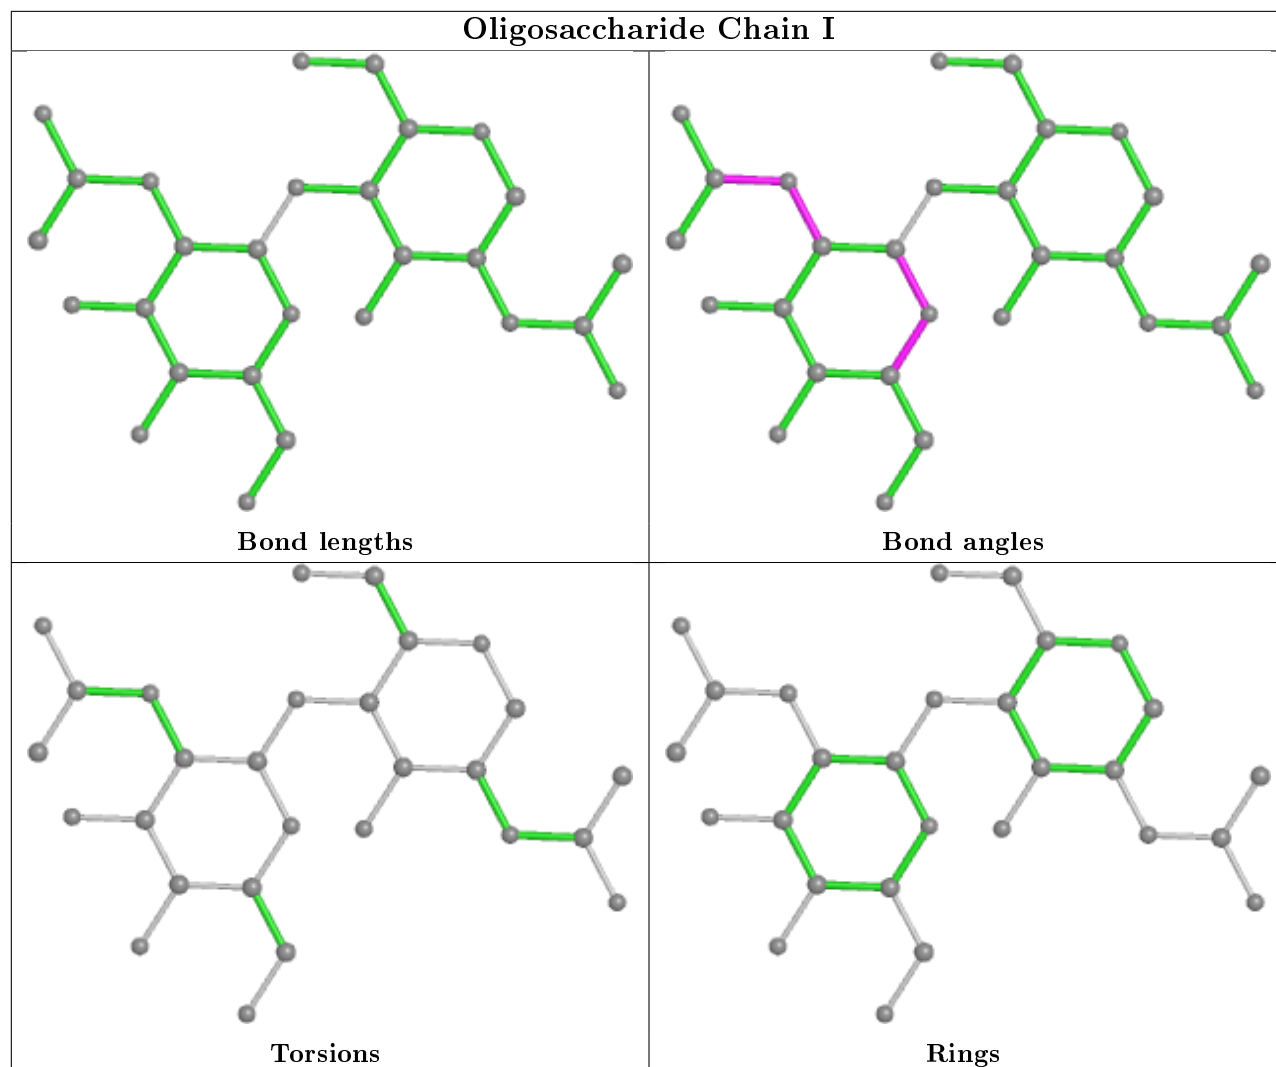 Oligosaccharide Chain I
Bond lengths
Bond angles
Torsions
Rings